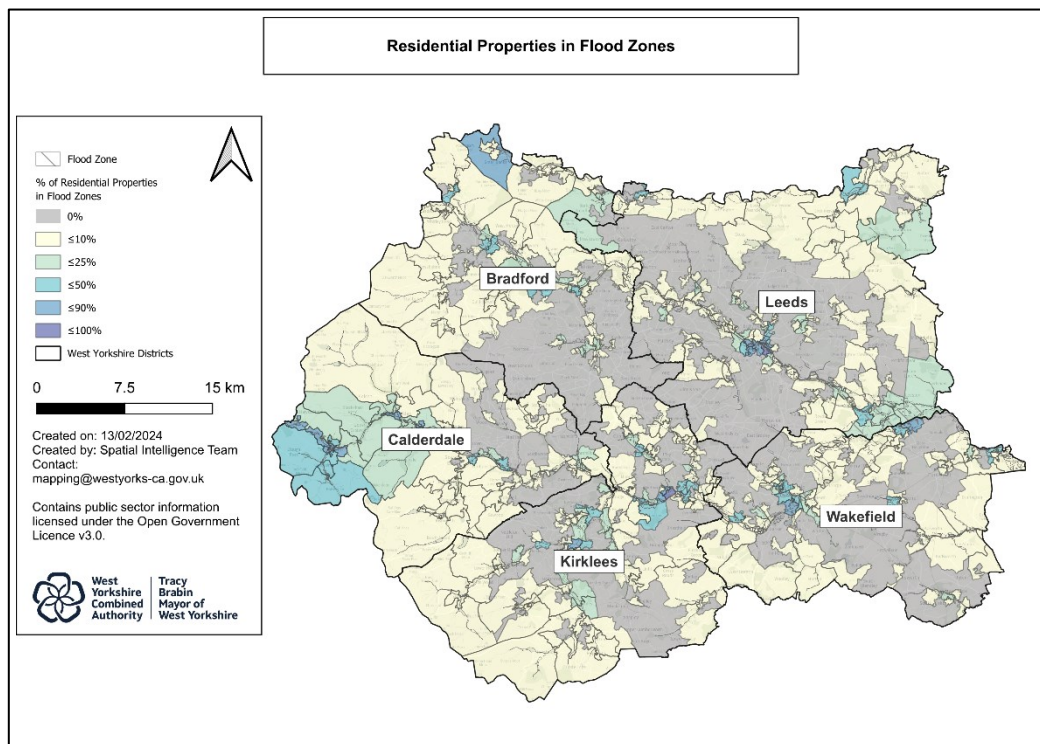 Residential Properties in Flood Zones
Flood Zone
% of Residential Properties
in Flood Zones
0%
≤10%
≤25%
≤50%
≤90%
≤100%
West Yorkshire Districts
0 7.5 15 km
Created on: 13/02/2024
Created by: Spatial Intelligence Team
Contact:
mapping@westyorks-ca.gov.uk
Contains public sector information
licensed under the Open Government
Licence v3.0.
West
Yorkshire
Combined
Authority
Tracy
Brabin
Mayor of
West Yorkshire
Bradford
Leeds
Calderdale
Wakefield
Kirklees